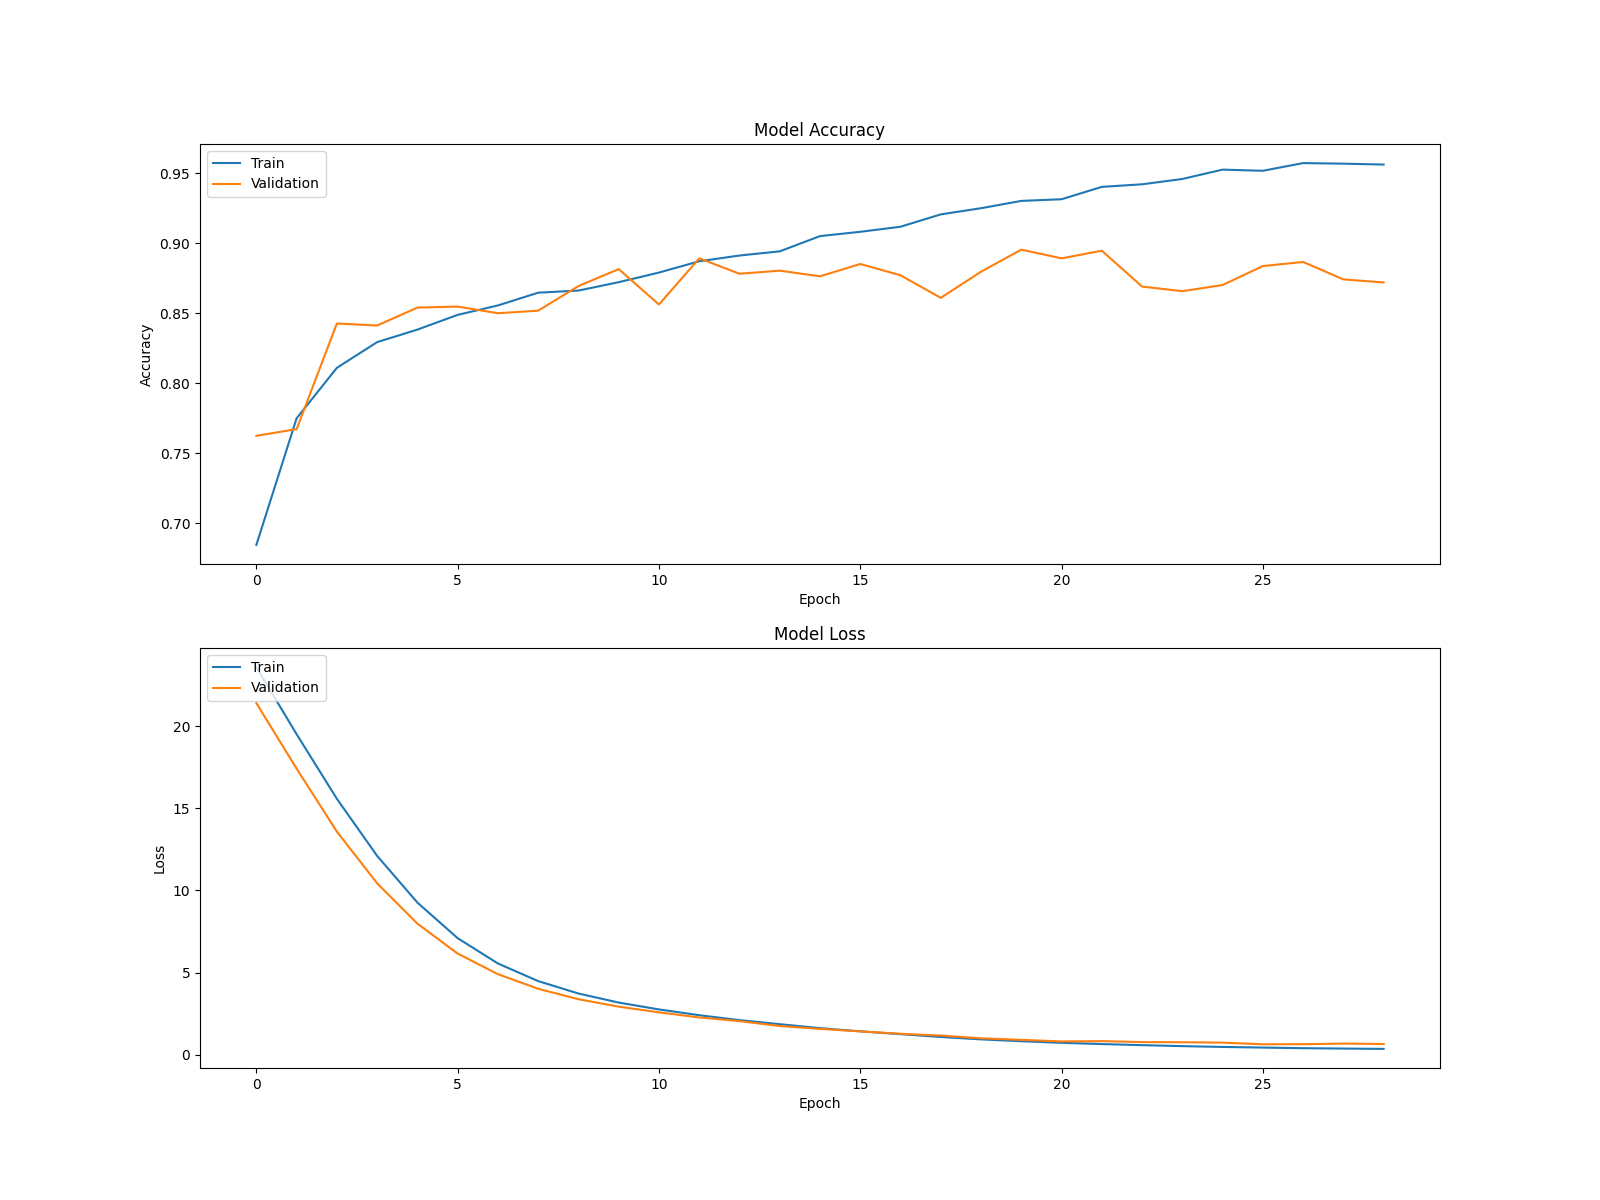 Model Accuracy
Train
Validation
0.95
0.90
0.85
0.80
0.75
0.70
Accuracy
0 5 10 15 20 25
Epoch
Model Loss
Train
Validation
20
15
10
5
0
Loss
0 5 10 15 20 25
Epoch